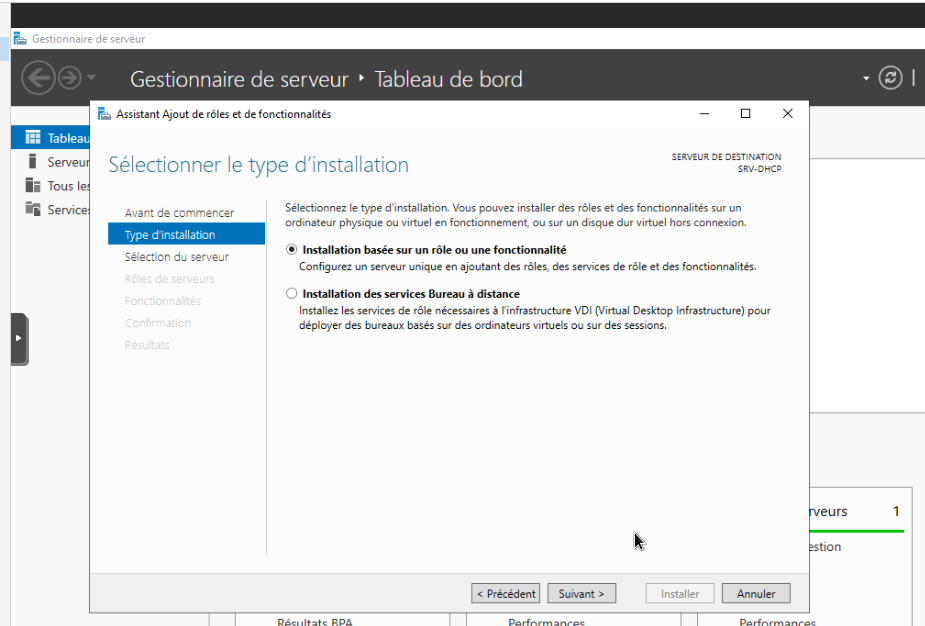 Gestionnaire de serveur
Gestionnaire de serveur ‣ Tableau de bord
Assistant Ajout de rôles et de fonctionnalités
Tableau
Serveur
Tous les
Services
Sélectionner le type d'installation
SERVEUR DE DESTINATION
SRV-DHCP
Avant de commencer
Type d'installation
Sélection du serveur
Rôles de serveurs
Fonctionnalités
Confirmation
Résultats
Sélectionnez le type d'installation. Vous pouvez installer des rôles et des fonctionnalités sur un
ordinateur physique ou virtuel en fonctionnement, ou sur un disque dur virtuel hors connexion.
Installation basée sur un rôle ou une fonctionnalité
Configurez un serveur unique en ajoutant des rôles, des services de rôle et des fonctionnalités.
Installation des services Bureau à distance
Installez les services de rôle nécessaires à l'infrastructure VDI (Virtual Desktop Infrastructure) pour
déployer des bureaux basés sur des ordinateurs virtuels ou sur des sessions.
rveurs 1
estion
< Précédent
Suivant >
Installer
Annuler
Résultats BPA
Performances
Performances